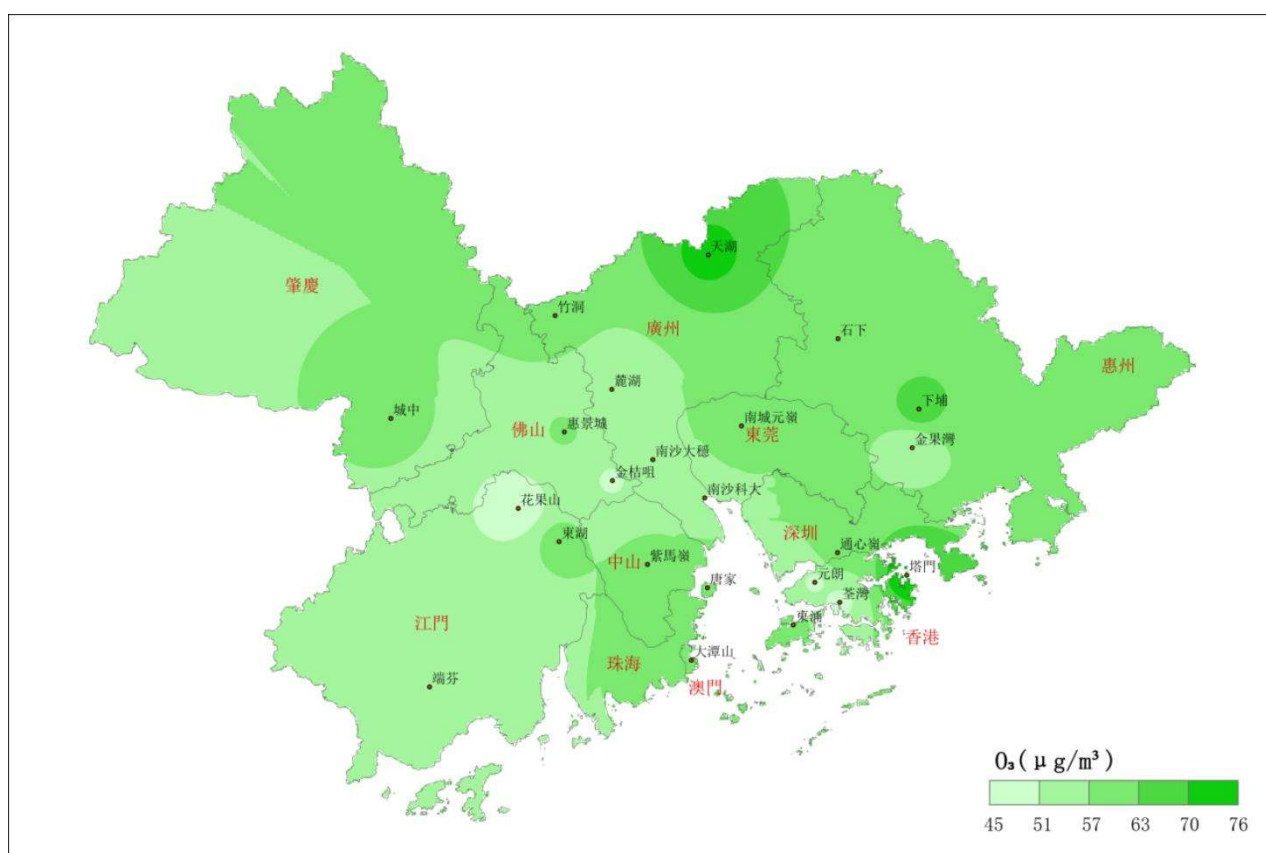 天湖
肇慶
竹洞
廣州
石下
惠州
麓湖
下埔
城中
佛山
惠景城
南城元嶺
東莞
金果灣
南沙大穩
金桔咀
花果山
南沙科大
東湖
深圳
通心嶺
中山
紫馬嶺
塔門
唐家
元朗
荃灣
江門
東涌
香港
珠海
大潭山
端芬
澳門
O₃(μg/m³)
45 51 57 63 70 76